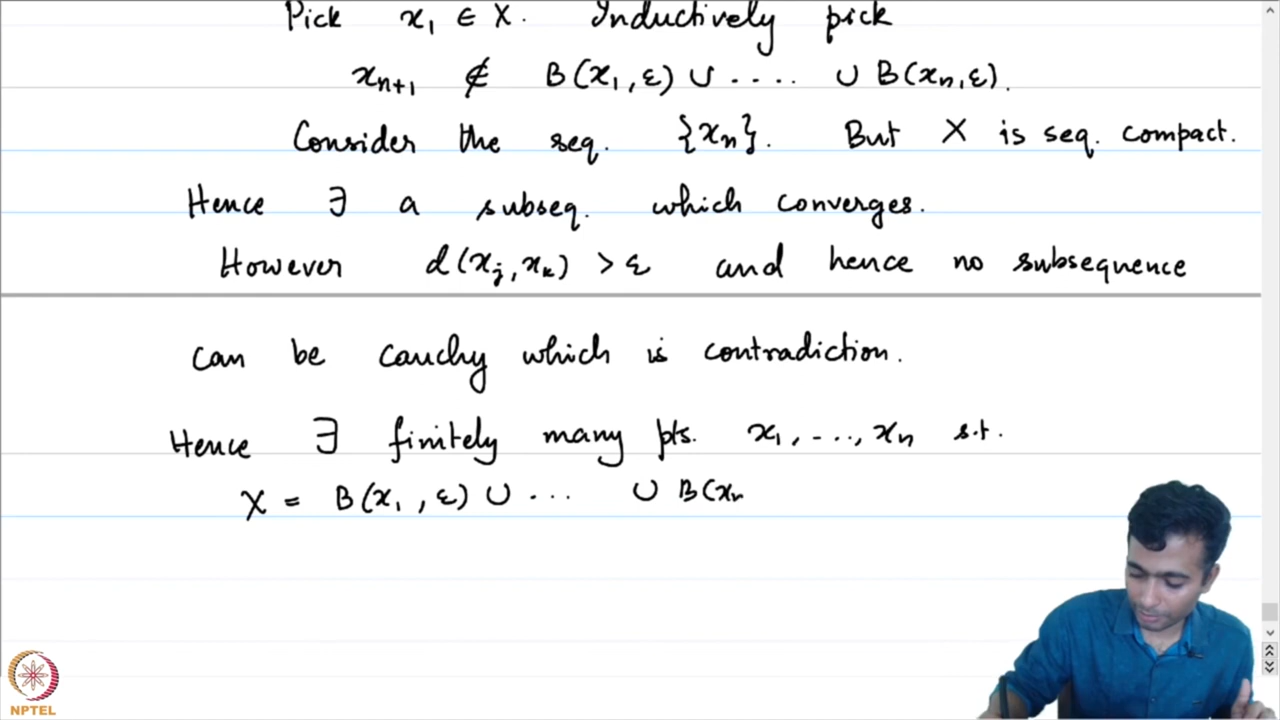 Pick x₁ ∈ X. Inductively pick
xₙ₊₁ ∉ B(x₁, ε) ∪ .... ∪ B(xₙ, ε).
Consider the seq. {xₙ}. But X is seq. compact.
Hence ∃ a subseq. which converges.
However d(xⱼ, xₖ) > ε and hence no subsequence
can be cauchy which is contradiction.
Hence ∃ finitely many pts. x₁, ..., xₙ s.t.
X = B(x₁, ε) ∪ ... ∪ B(xₙ
NPTEL